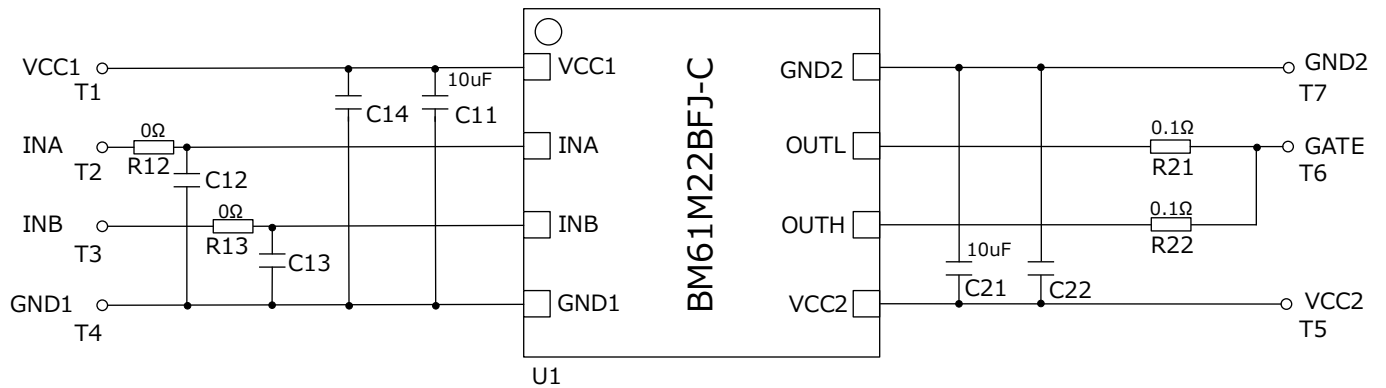 VCC1
T1
INA
T2
0Ω
R12
C12
INB
T3
0Ω
R13
C13
GND1
T4
C14
10uF
C11
VCC1
INA
INB
GND1
BM61M22BFJ-C
U1
GND2
OUTL
OUTH
VCC2
10uF
C21
C22
0.1Ω
R21
0.1Ω
R22
GND2
T7
GATE
T6
VCC2
T5